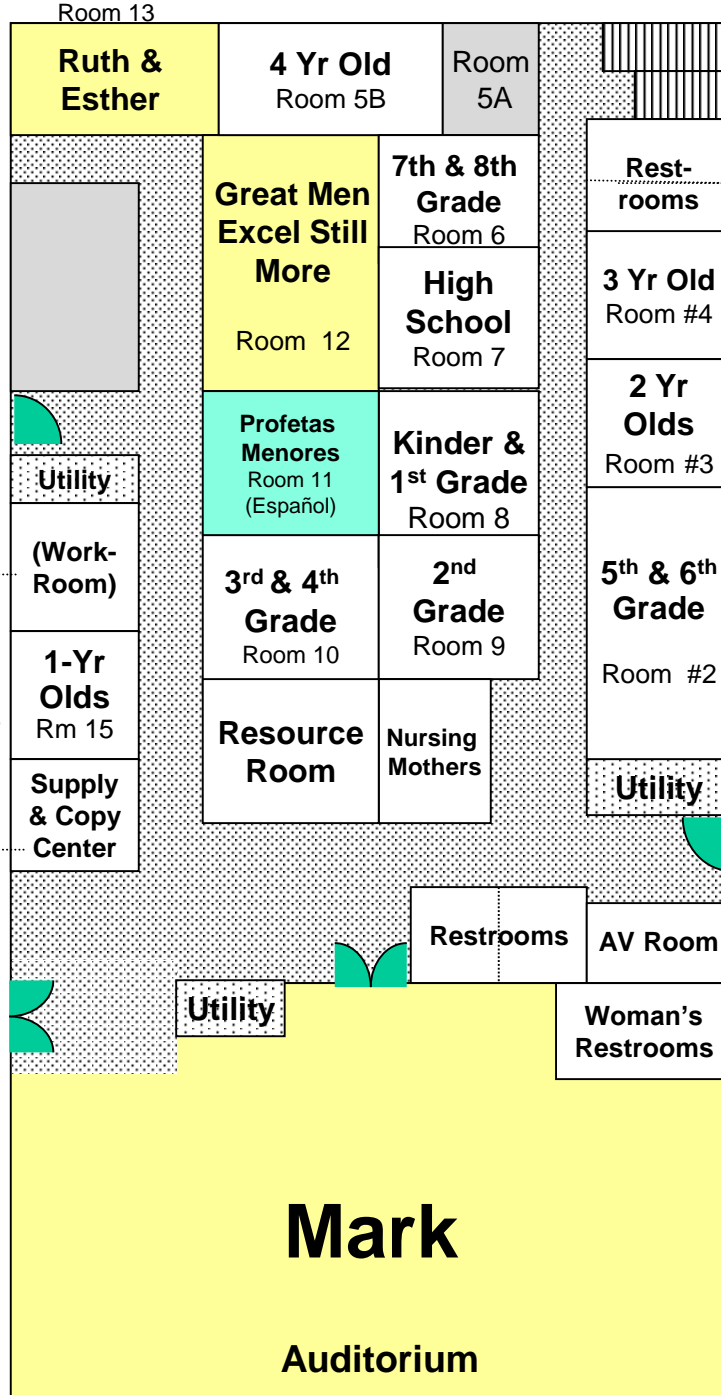 Room 13
Ruth &
Esther
4 Yr Old
Room 5B
Room
5A
Great Men
Excel Still
More
Room 12
7th & 8th
Grade
Room 6
Rest-
rooms
High
School
Room 7
3 Yr Old
Room #4
Profetas
Menores
Room 11
(Español)
Kinder &
1st Grade
Room 8
2 Yr
Olds
Room #3
Utility
(Work-
Room)
3rd & 4th
Grade
Room 10
2nd
Grade
Room 9
5th & 6th
Grade
Room #2
1-Yr
Olds
Rm 15
Resource
Room
Nursing
Mothers
Utility
Supply
& Copy
Center
Restrooms
AV Room
Utility
Woman's
Restrooms
Mark
Auditorium